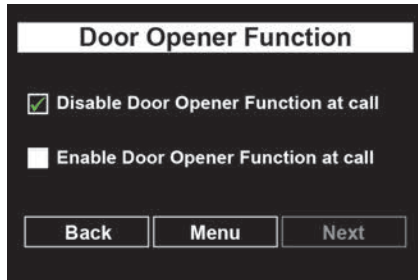 Door Opener Function
Disable Door Opener Function at call
Enable Door Opener Function at call
Back Menu Next